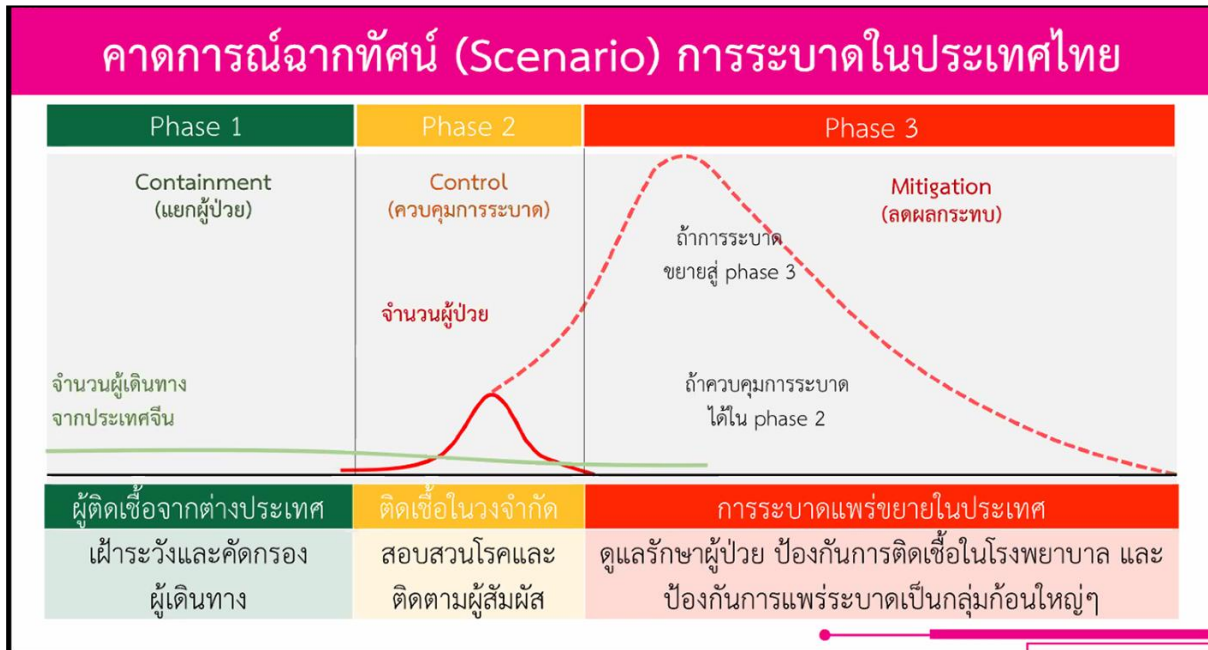 คาดการณ์ฉากทัศน์ (Scenario) การระบาดในประเทศไทย
Phase 1
Phase 2
Phase 3
Containment
(แยกผู้ป่วย)
Control
(ควบคุมการระบาด)
Mitigation
(ลดผลกระทบ)
ถ้าการระบาด
ขยายสู่ phase 3
จำนวนผู้ป่วย
จำนวนผู้เดินทาง
จากประเทศจีน
ถ้าควบคุมการระบาด
ได้ใน phase 2
ผู้ติดเชื้อจากต่างประเทศ
ติดเชื้อในวงจำกัด
การระบาดแพร่ขยายในประเทศ
เฝ้าระวังและคัดกรอง
ผู้เดินทาง
สอบสวนโรคและ
ติดตามผู้สัมผัส
ดูแลรักษาผู้ป่วย ป้องกันการติดเชื้อในโรงพยาบาล และ
ป้องกันการแพร่ระบาดเป็นกลุ่มก้อนใหญ่ๆ